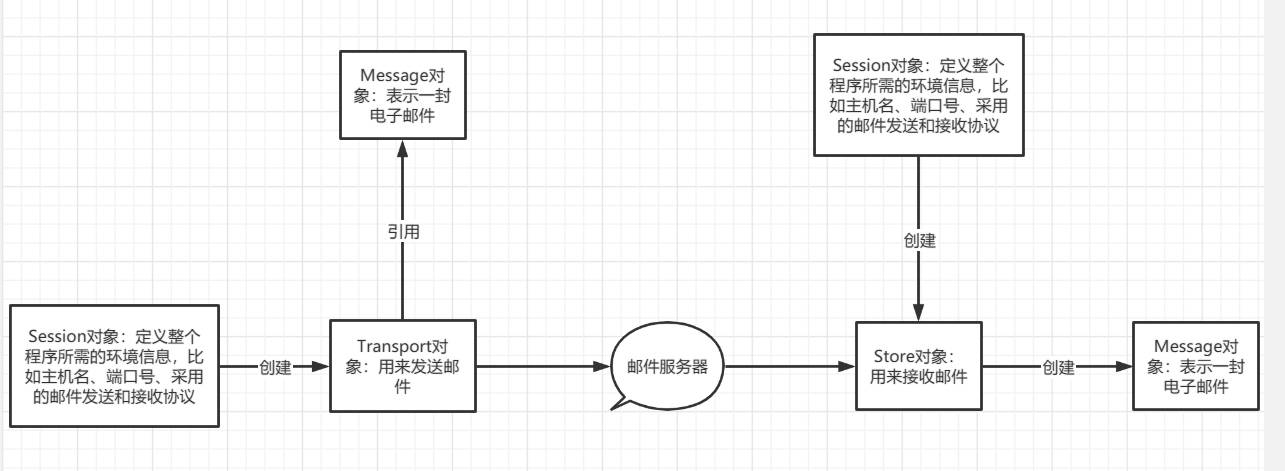 Message对
象：表示一封
电子邮件
Session对象：定义整个
程序所需的环境信息，比
如主机名、端口号、采用
的邮件发送和接收协议
引用
创建
Session对象：定义整个
程序所需的环境信息，比
如主机名、端口号、采用
的邮件发送和接收协议
创建
Transport对
象：用来发送邮
件
邮件服务器
Store对象：
用来接收邮件
创建
Message对
象：表示一封
电子邮件